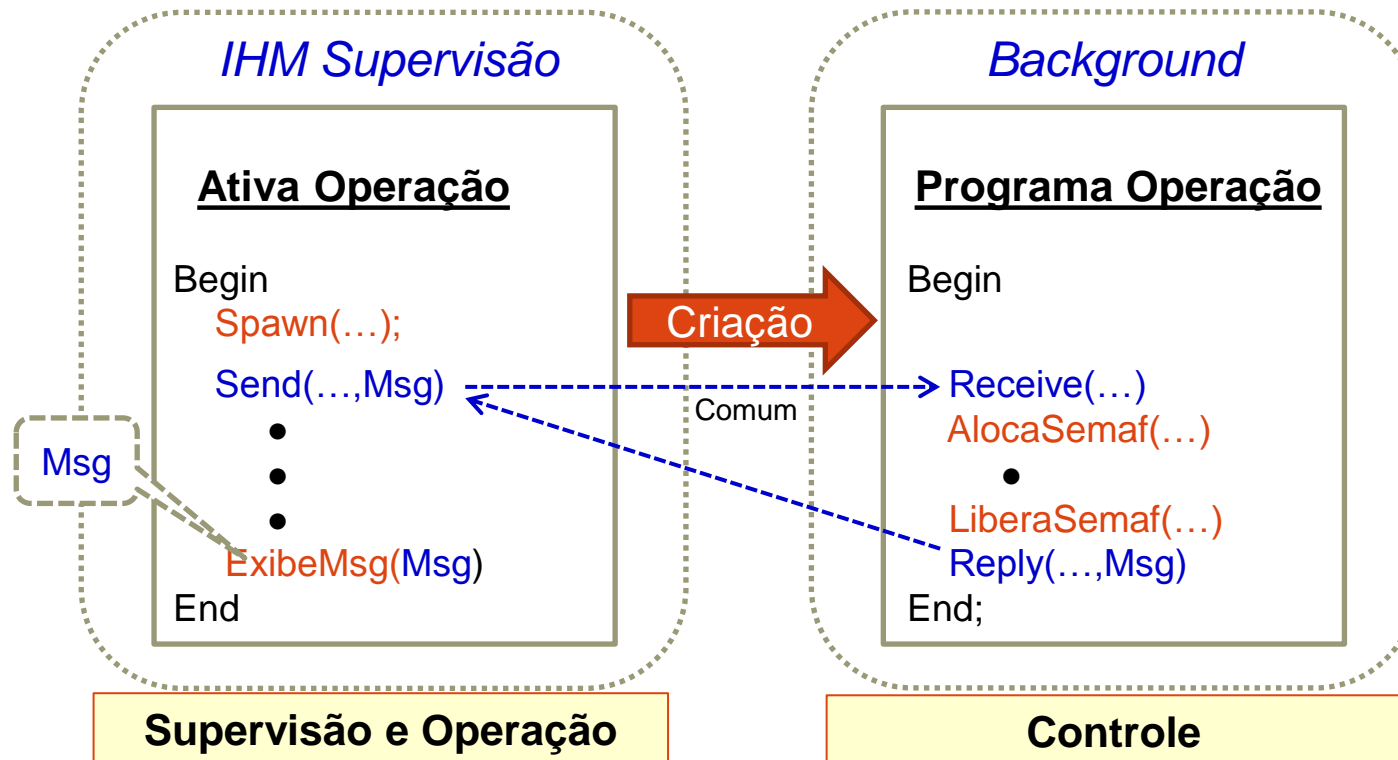 IHM Supervisão
Ativa Operação
Begin
Spawn(…);
Send(…,Msg)
•
•
•
ExibeMsg(Msg)
End
Msg
Supervisão e Operação
Criação
Comum
Background
Programa Operação
Begin
Receive(…)
AlocaSemaf(…)
•
LiberaSemaf(…)
Reply(…,Msg)
End;
Controle